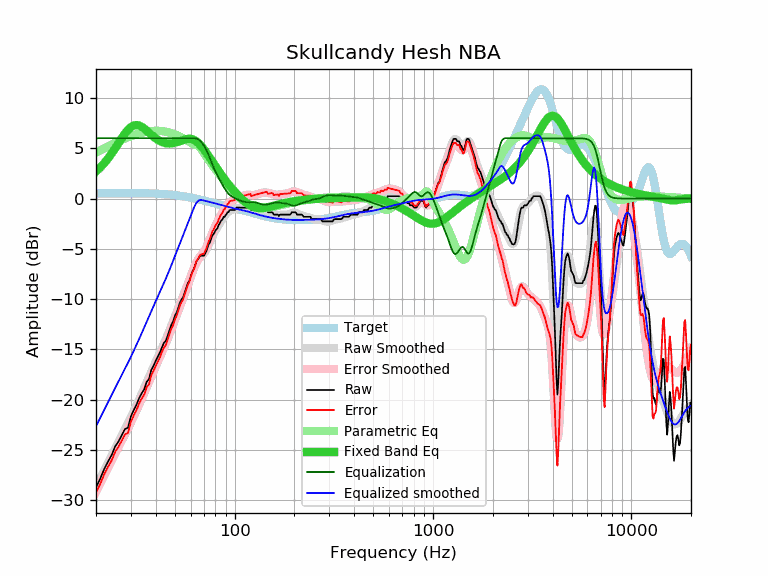 Skullcandy Hesh NBA
Amplitude (dBr)
10
5
0
−5
−10
−15
−20
−25
−30
Target
Raw Smoothed
Error Smoothed
Raw
Error
Parametric Eq
Fixed Band Eq
Equalization
Equalized smoothed
100
1000
10000
Frequency (Hz)